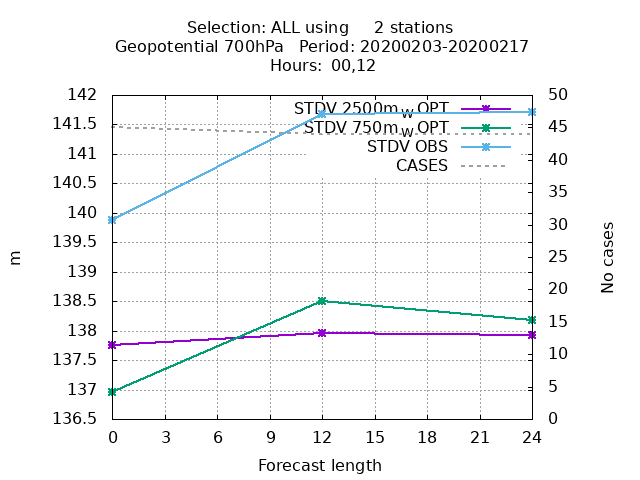 Selection: ALL using 2 stations
Geopotential 700hPa Period: 20200203-20200217
Hours: 00,12
142
141.5
141
140.5
140
139.5
139
138.5
138
137.5
137
136.5
m
STDV 2500m_W_OPT
STDV 750m_W_OPT
STDV OBS
CASES
50
45
40
35
30
25
20
15
10
5
0
No cases
0 3 6 9 12 15 18 21 24
Forecast length